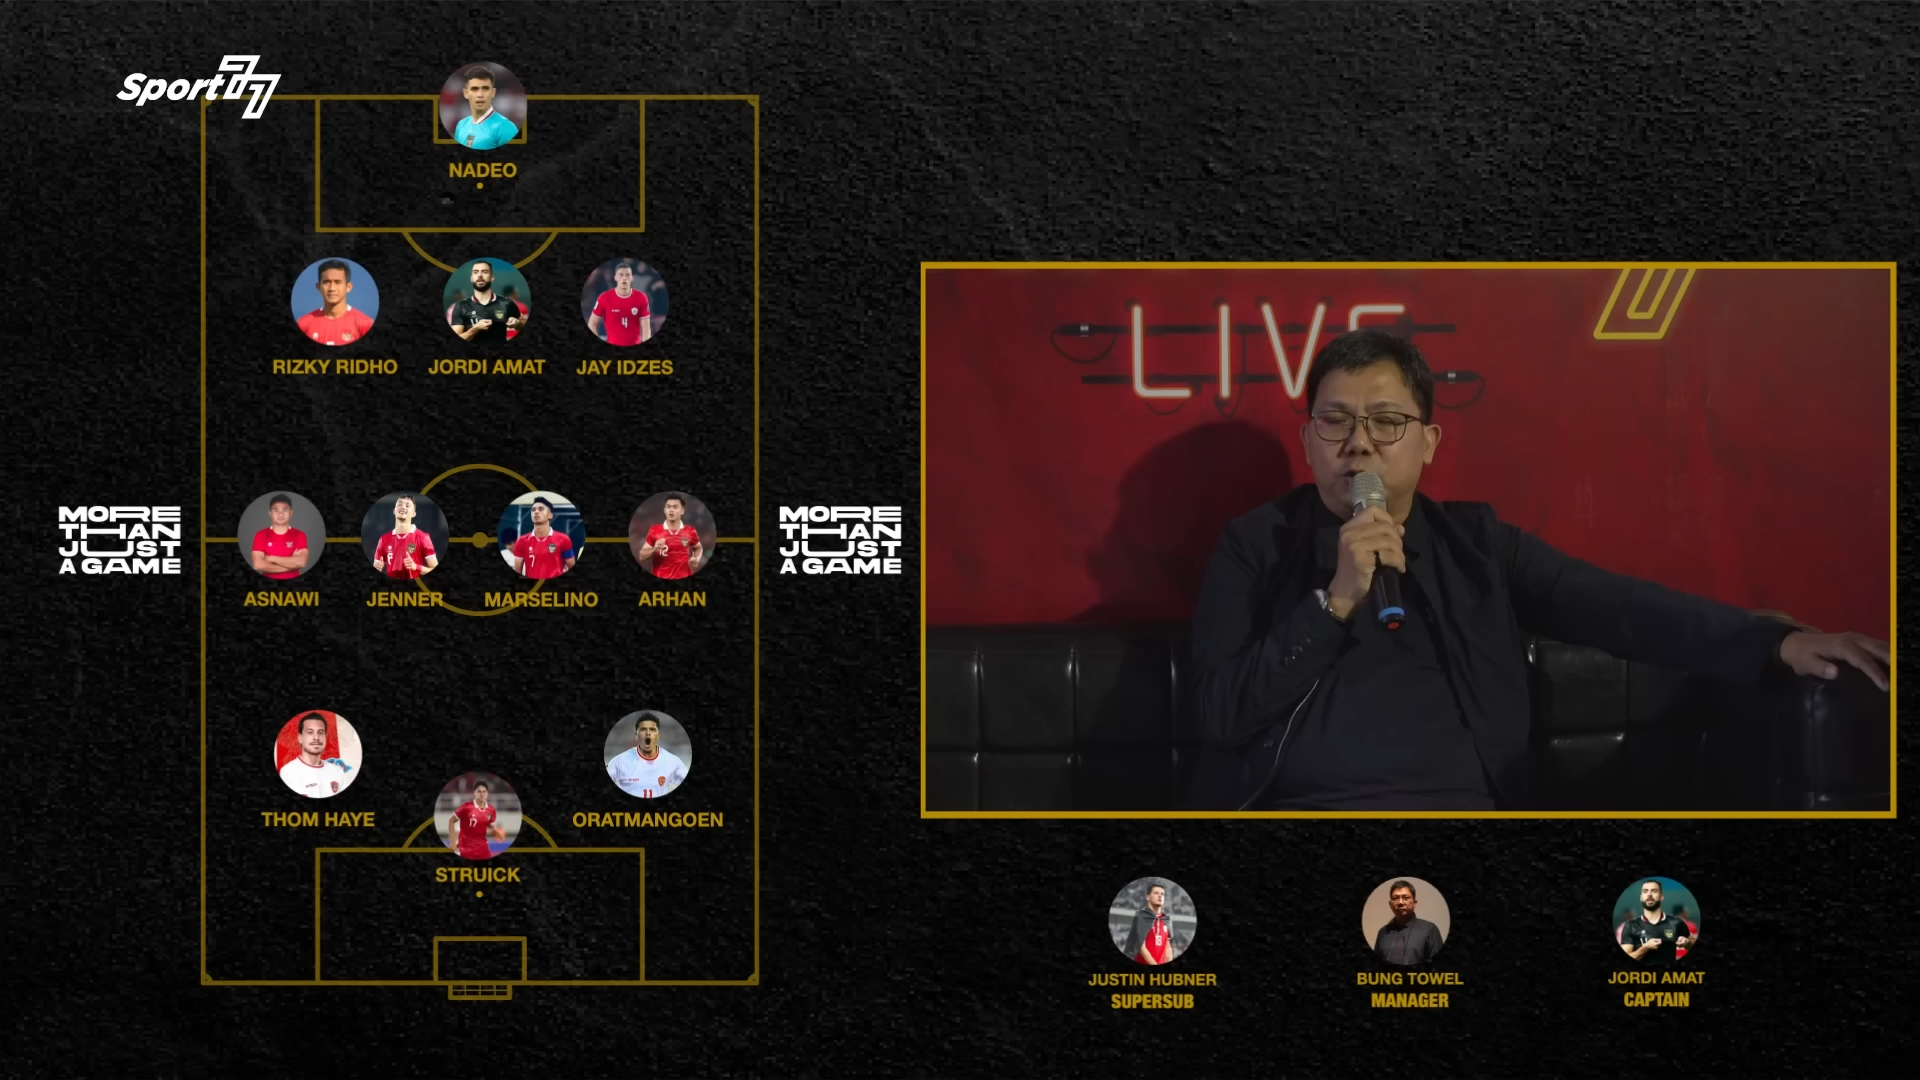 Sport77
NADEO
RIZKY RIDHO
JORDI AMAT
JAY IDZES
MORE
THAN
JUST
A GAME
MORE
THAN
JUST
A GAME
ASNAWI
JENNER
MARSELINO
ARHAN
THOM HAYE
ORATMANGOEN
STRUICK
LIVE
JUSTIN HUBNER
SUPERSUB
BUNG TOWEL
MANAGER
JORDI AMAT
CAPTAIN